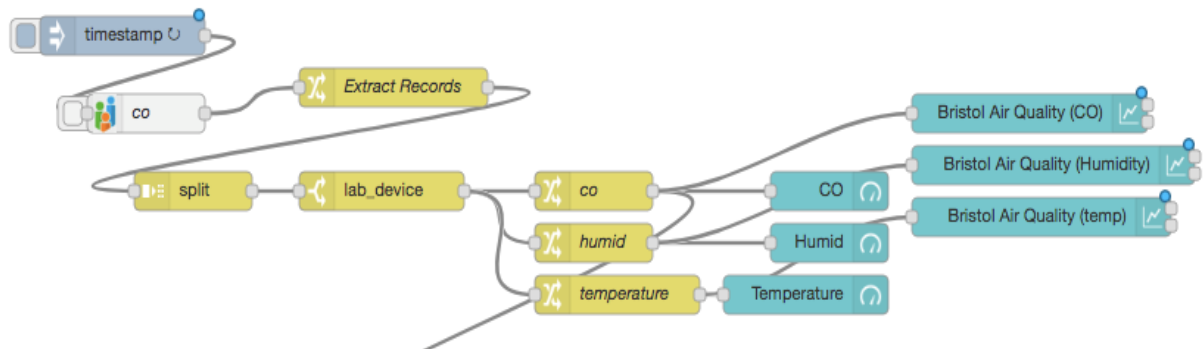 timestamp ↻
co
Extract Records
split
lab_device
co
humid
temperature
CO
Humid
Temperature
Bristol Air Quality (CO)
Bristol Air Quality (Humidity)
Bristol Air Quality (temp)